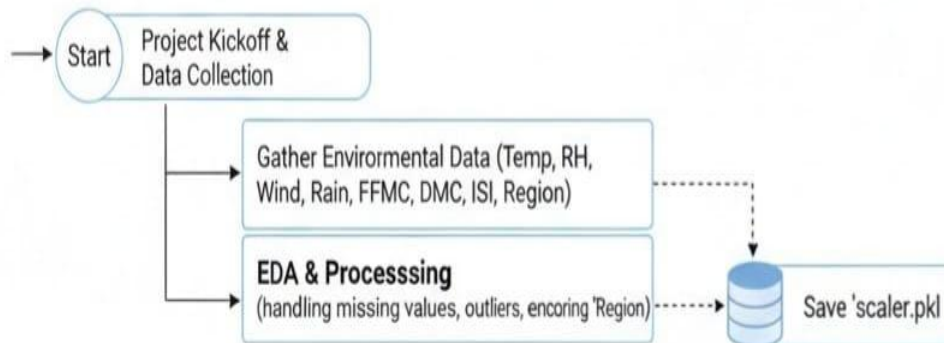 Start
Project Kickoff &
Data Collection
Gather Envirormental Data (Temp, RH,
Wind, Rain, FFMC, DMC, ISI, Region)
EDA & Processsing
(handling missing values, outliers, encoring 'Region)
Save 'scaler.pkl